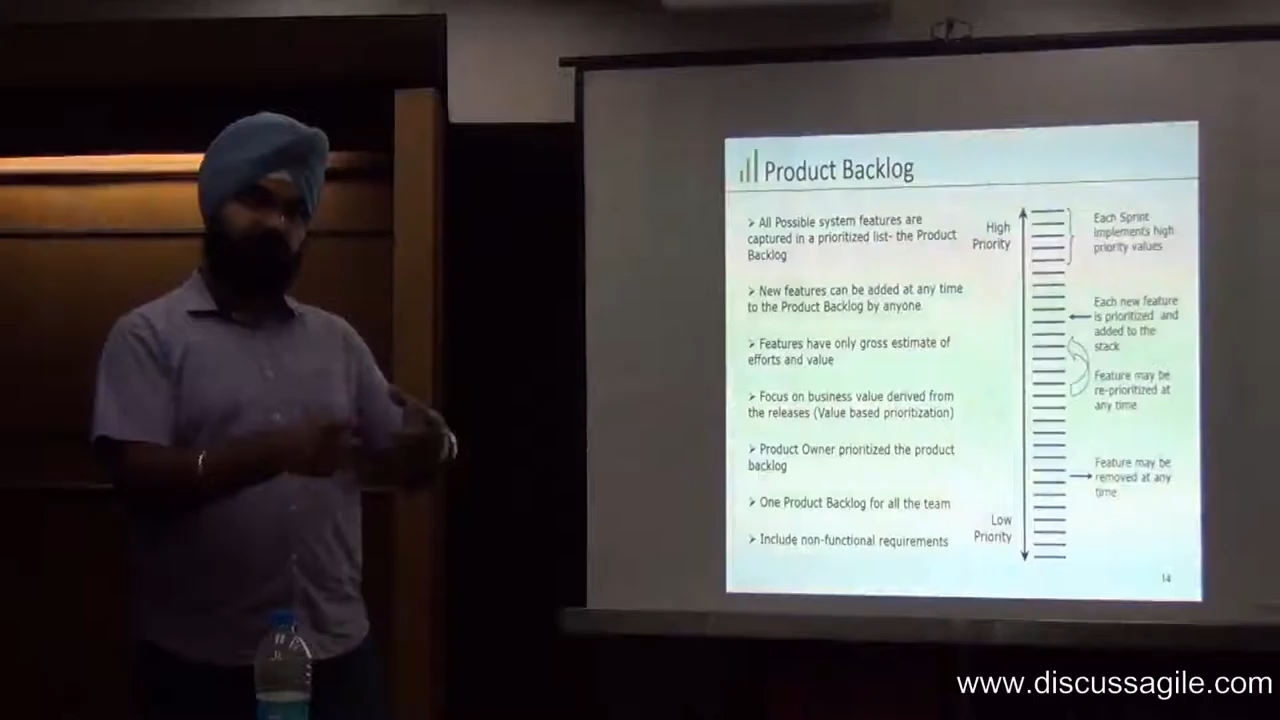 Product Backlog
➢ All Possible system features are
captured in a prioritized list- the Product
Backlog
➢ New features can be added at any time
to the Product Backlog by anyone
➢ Features have only gross estimate of
efforts and value
➢ Focus on business value derived from
the releases (Value based prioritization)
➢ Product Owner prioritized the product
backlog
➢ One Product Backlog for all the team
➢ Include non-functional requirements
High
Priority
Low
Priority
Each Sprint
implements high
priority values
Each new feature
is prioritized and
added to the
stack
Feature may be
re-prioritized at
any time
Feature may be
removed at any
time
14
www.discussagile.com